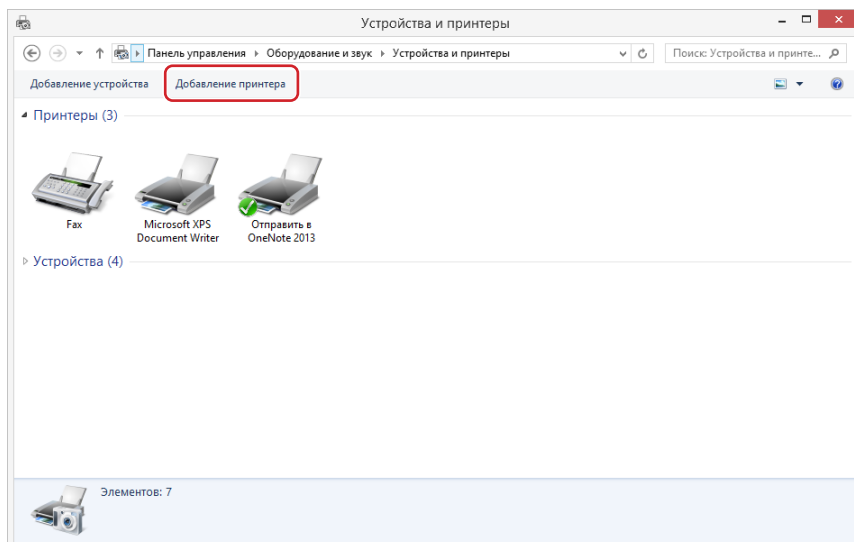 Устройства и принтеры
Панель управления Оборудование и звук Устройства и принтеры
Поиск: Устройства и принте...
Добавление устройства Добавление принтера
Принтеры (3)
Fax
Microsoft XPS
Document Writer
Отправить в
OneNote 2013
Устройства (4)
Элементов: 7